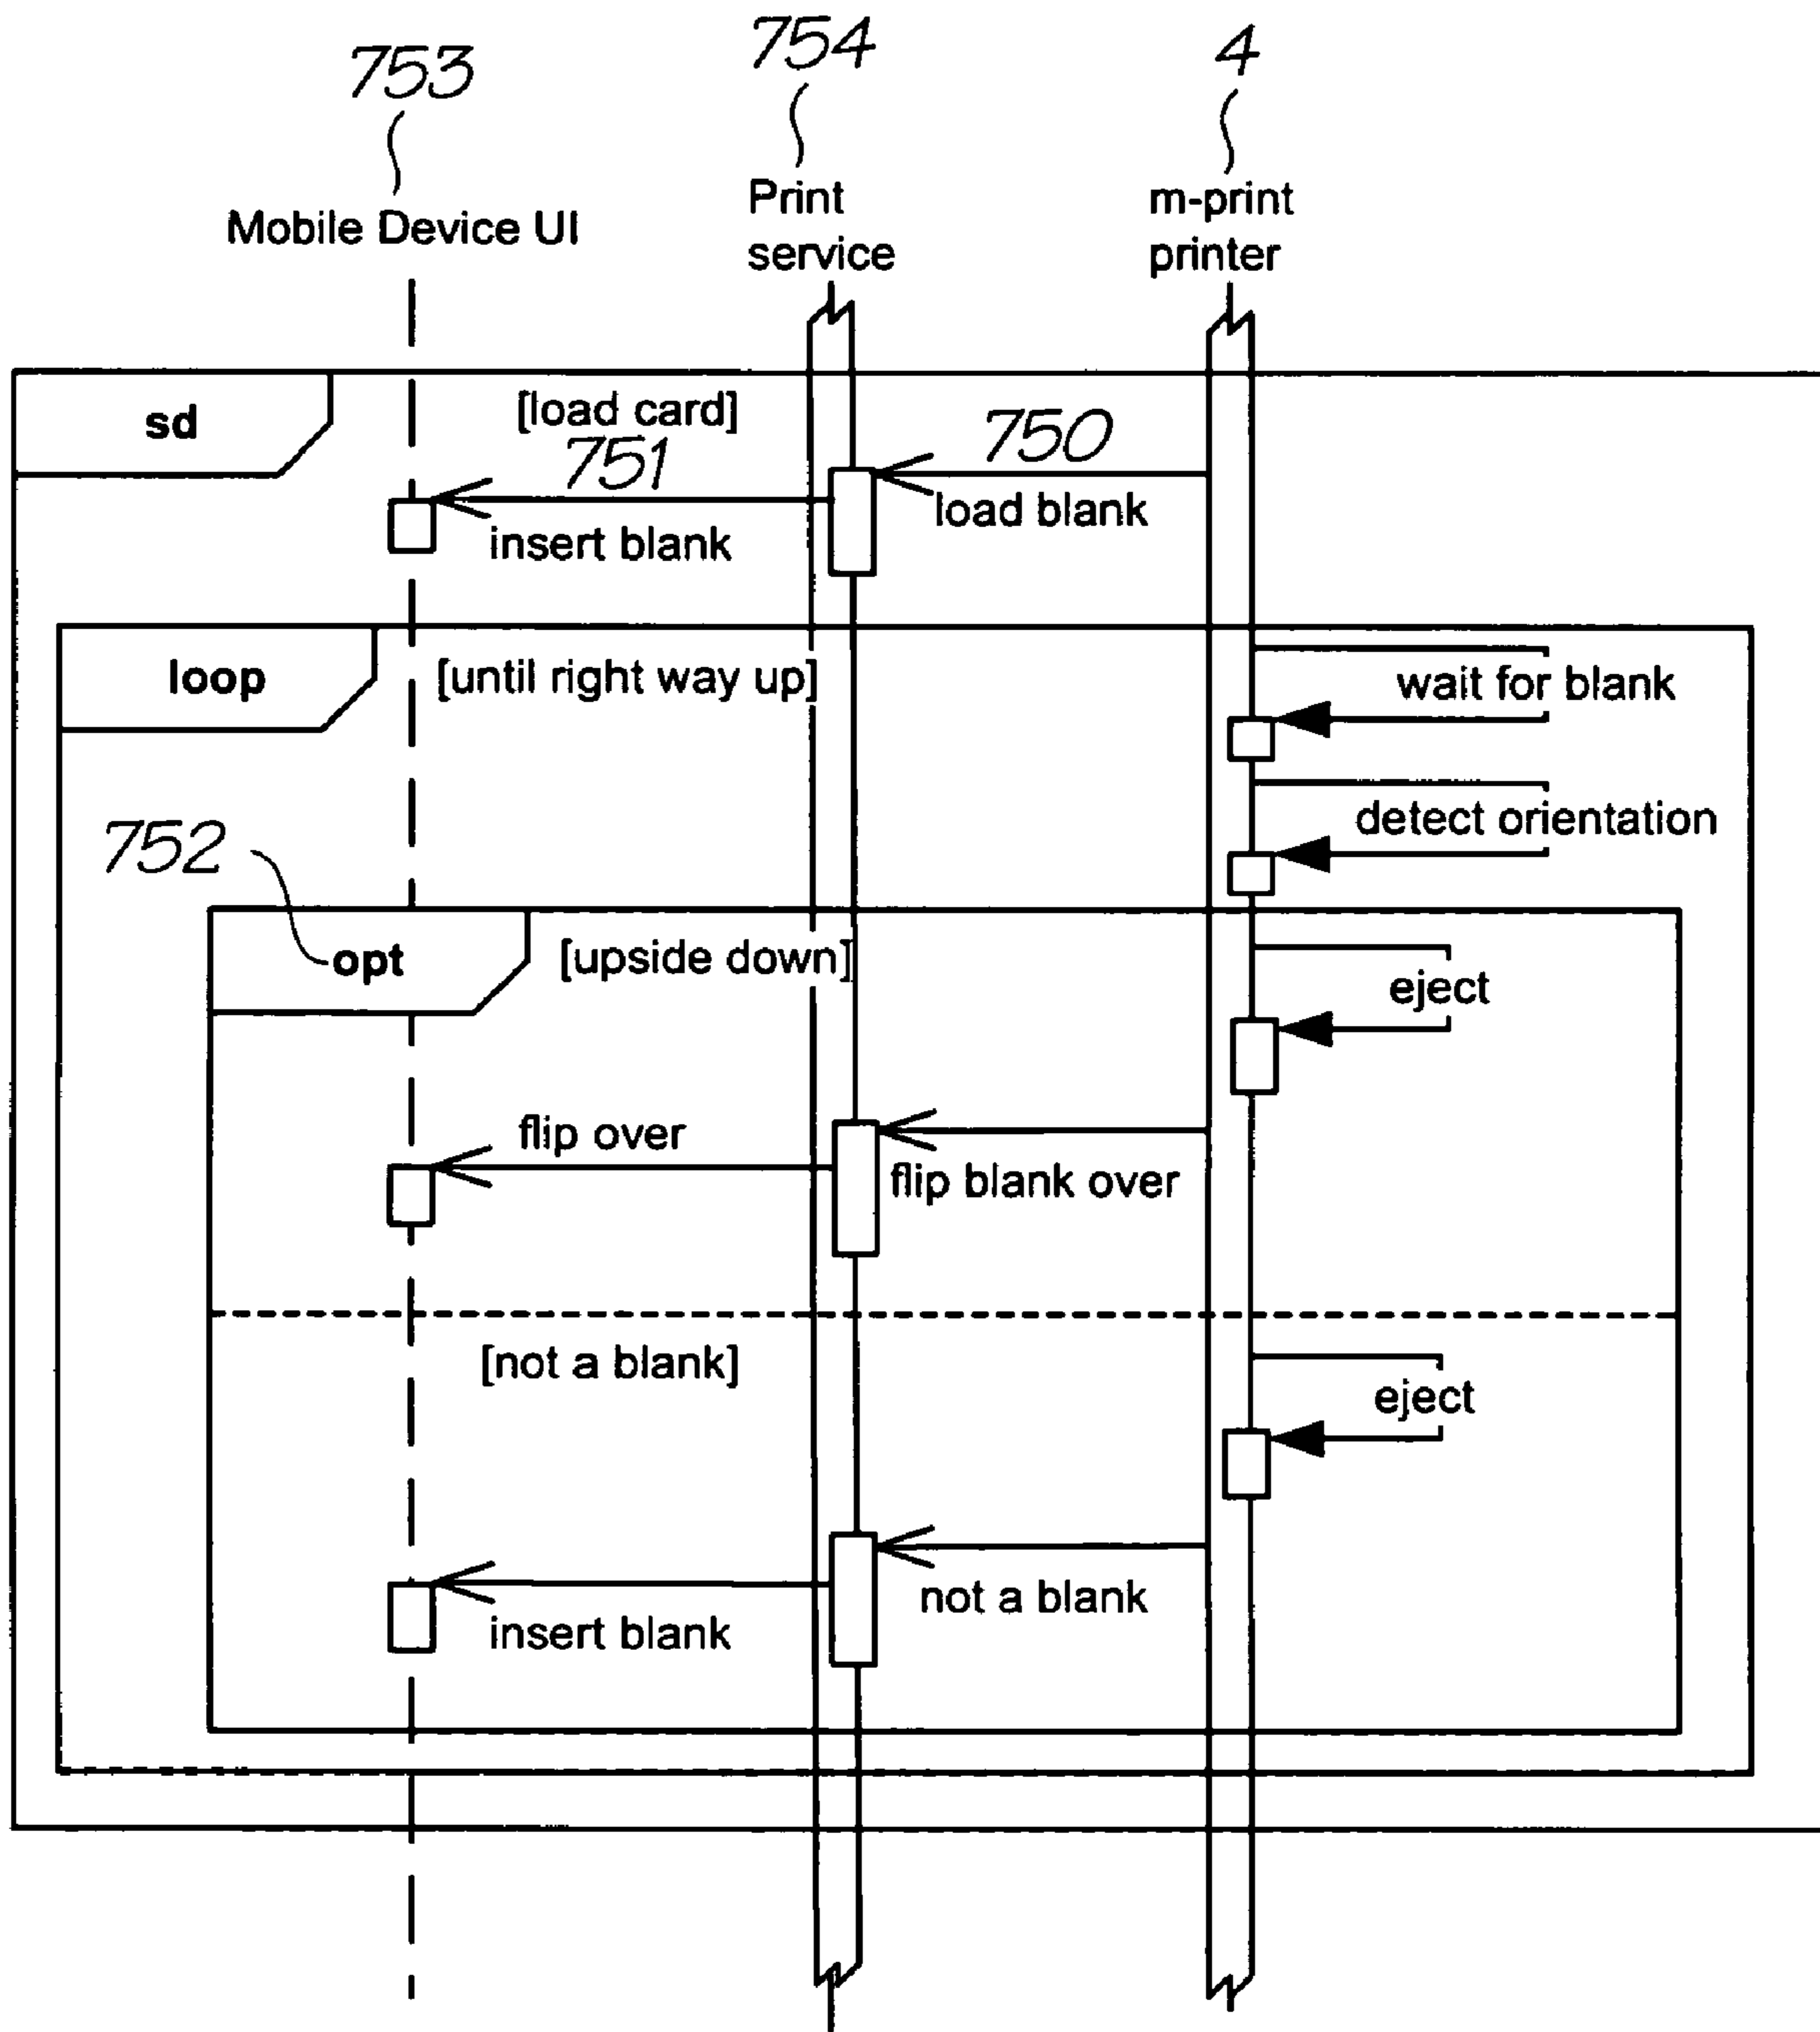 753
754
4
Mobile Device UI
Print
service
m-print
printer
sd
[load card]
751
750
insert blank
load blank
loop
[until right way up]
wait for blank
detect orientation
752
opt
[upside down]
eject
flip over
flip blank over
[not a blank]
eject
not a blank
insert blank